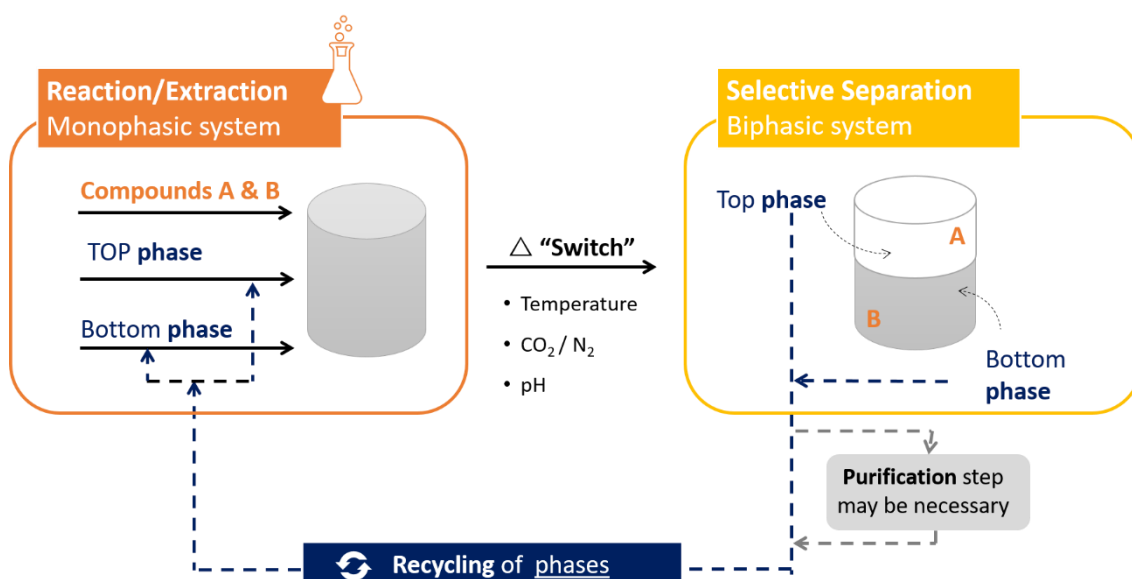 Reaction/Extraction
Monophasic system
Compounds A & B
TOP phase
Bottom phase
△ “Switch”
• Temperature
• CO₂ / N₂
• pH
Selective Separation
Biphasic system
Top phase
A
B
Bottom
phase
Purification step
may be necessary
Recycling of phases